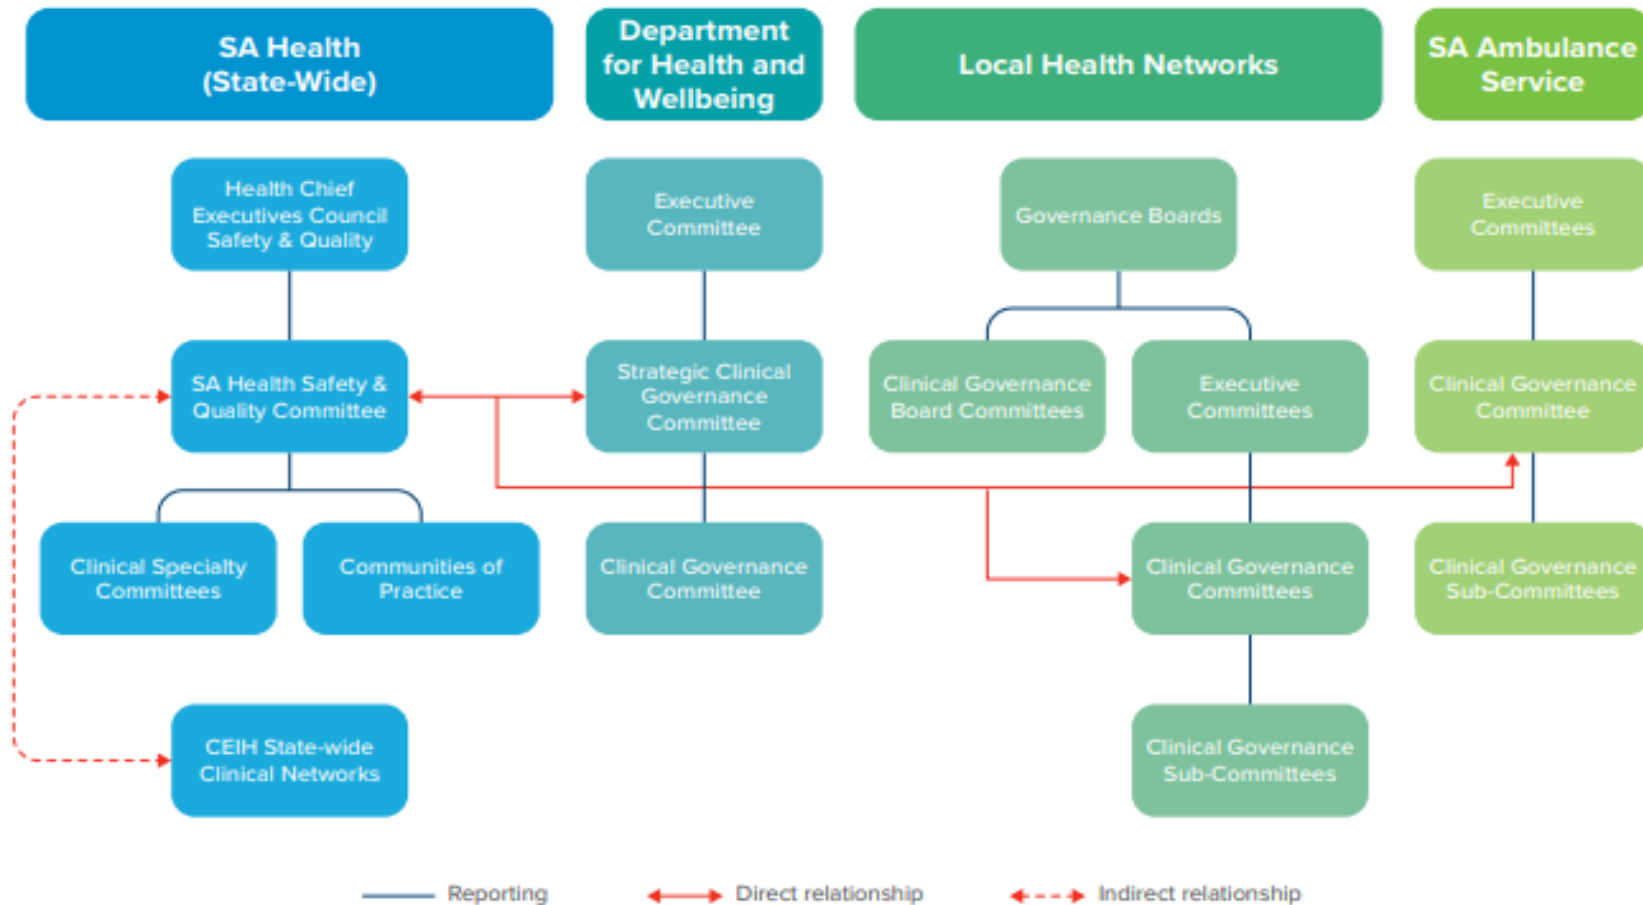 SA Health
(State-Wide)
Department
for Health and
Wellbeing
Local Health Networks
SA Ambulance
Service
Health Chief
Executives Council
Safety & Quality
Executive
Committee
Governance Boards
Executive
Committees
SA Health Safety &
Quality Committee
Strategic Clinical
Governance
Committee
Clinical Governance
Board Committees
Executive
Committees
Clinical Governance
Committee
Clinical Specialty
Committees
Communities of
Practice
Clinical Governance
Committee
Clinical Governance
Committees
Clinical Governance
Sub-Committees
CEIH State-wide
Clinical Networks
Clinical Governance
Sub-Committees
Reporting
Direct relationship
Indirect relationship